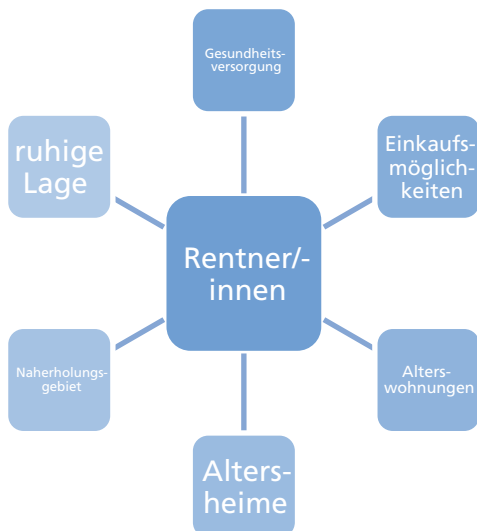 Gesundheits-
versorgung
ruhige
Lage
Einkaufs-
möglich-
keiten
Rentner/-
innen
Naherholungs-
gebiet
Alters-
wohnungen
Alters-
heime